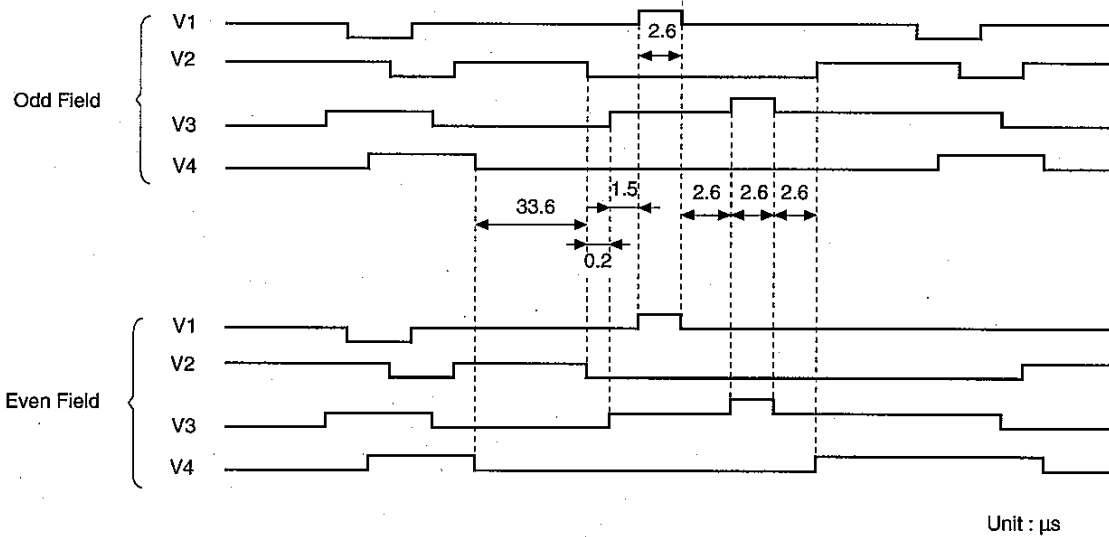 V1
2.6
V2
Odd Field
V3
V4
1.5
2.6
2.6
2.6
33.6
0.2
V1
V2
Even Field
V3
V4
Unit : μs